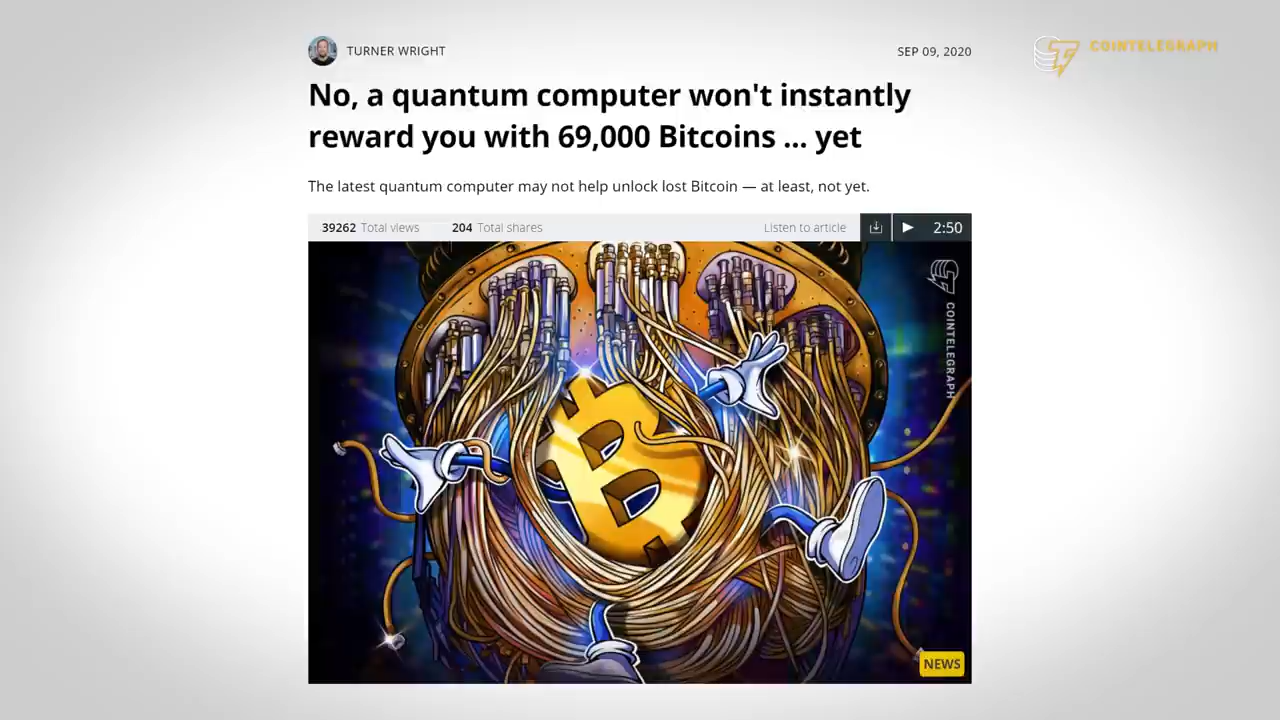 TURNER WRIGHT
SEP 09, 2020
COINTELEGRAPH
No, a quantum computer won't instantly
reward you with 69,000 Bitcoins ... yet
The latest quantum computer may not help unlock lost Bitcoin — at least, not yet.
39262 Total views 204 Total shares Listen to article 2:50
COINTELEGRAPH
NEWS